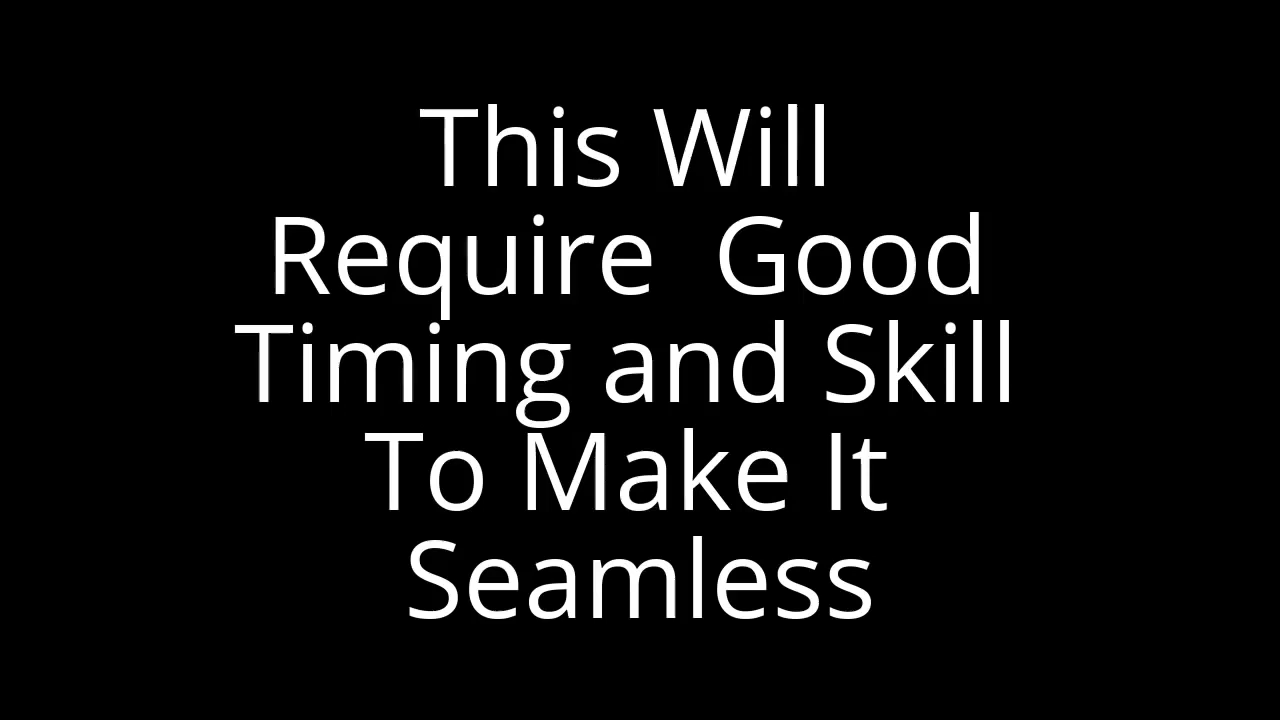 This Will
Require  Good
Timing and Skill
To Make It
Seamless